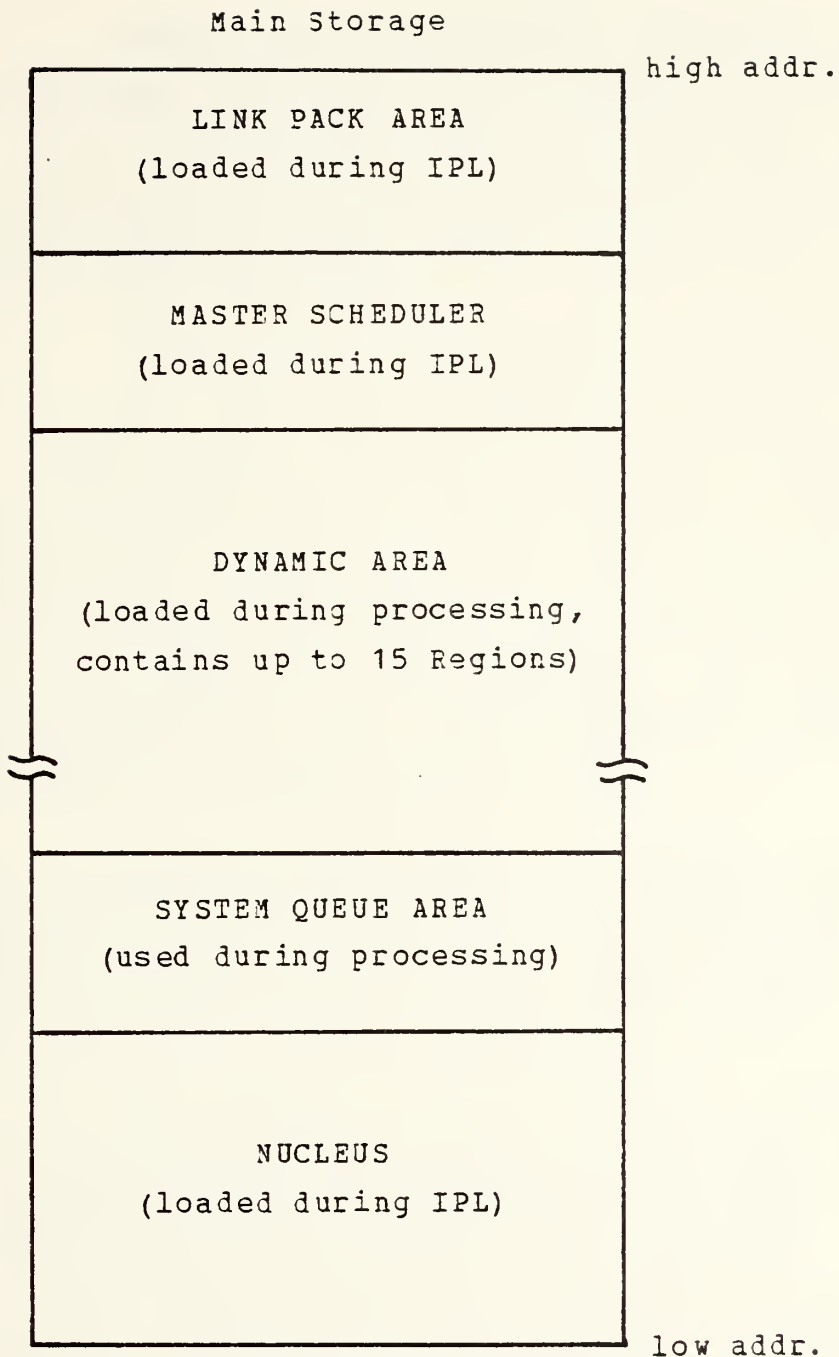 Main Storage
high addr.
LINK PACK AREA
(loaded during IPL)
MASTER SCHEDULER
(loaded during IPL)
DYNAMIC AREA
(loaded during processing,
contains up to 15 Regions)
SYSTEM QUEUE AREA
(used during processing)
NUCLEUS
(loaded during IPL)
low addr.